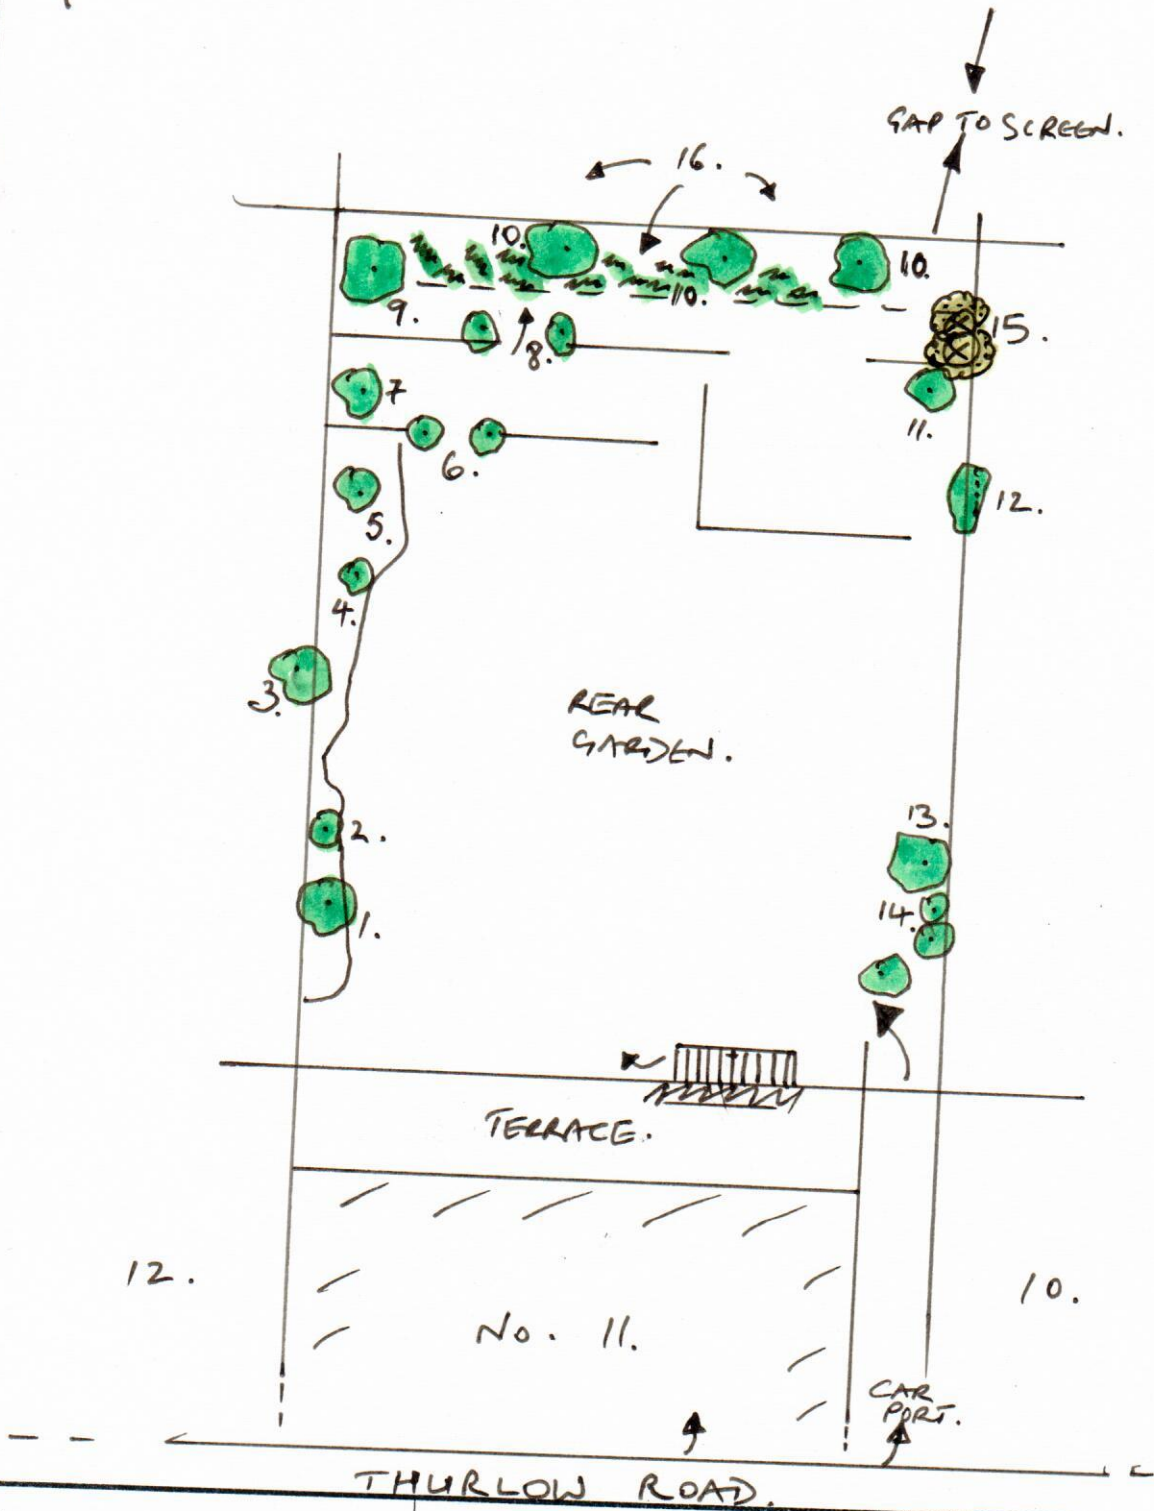 GAP TO SCREEN.
16.
10.
10.
10.
9.
8.
15.
7
11.
6.
12.
5.
4.
3.
REAR
GARDEN.
2.
13.
1.
14.
TERRACE.
12.
No. 11.
10.
CAR
PORT.
THURLOW ROAD.